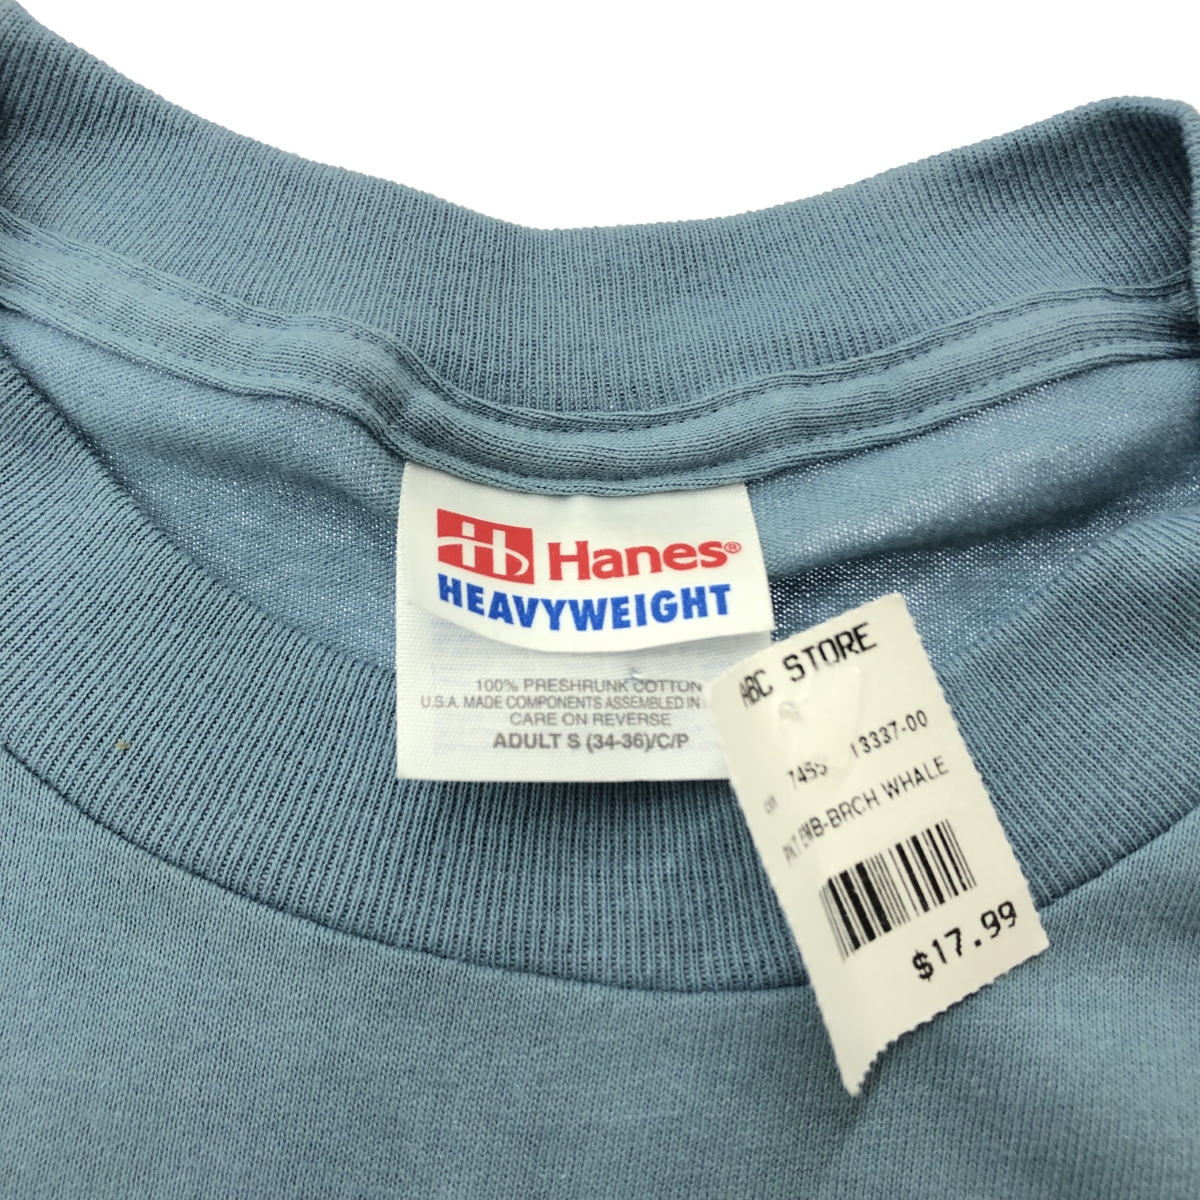 Hanes®
HEAVYWEIGHT
100% PRESHRUNK COTTON
U.S.A. MADE COMPONENTS ASSEMBLED IN
CARE ON REVERSE
ADULT S (34-36)/C/P
ABC STORE
13337-00
EMB-BRCH WHALE
$17.99